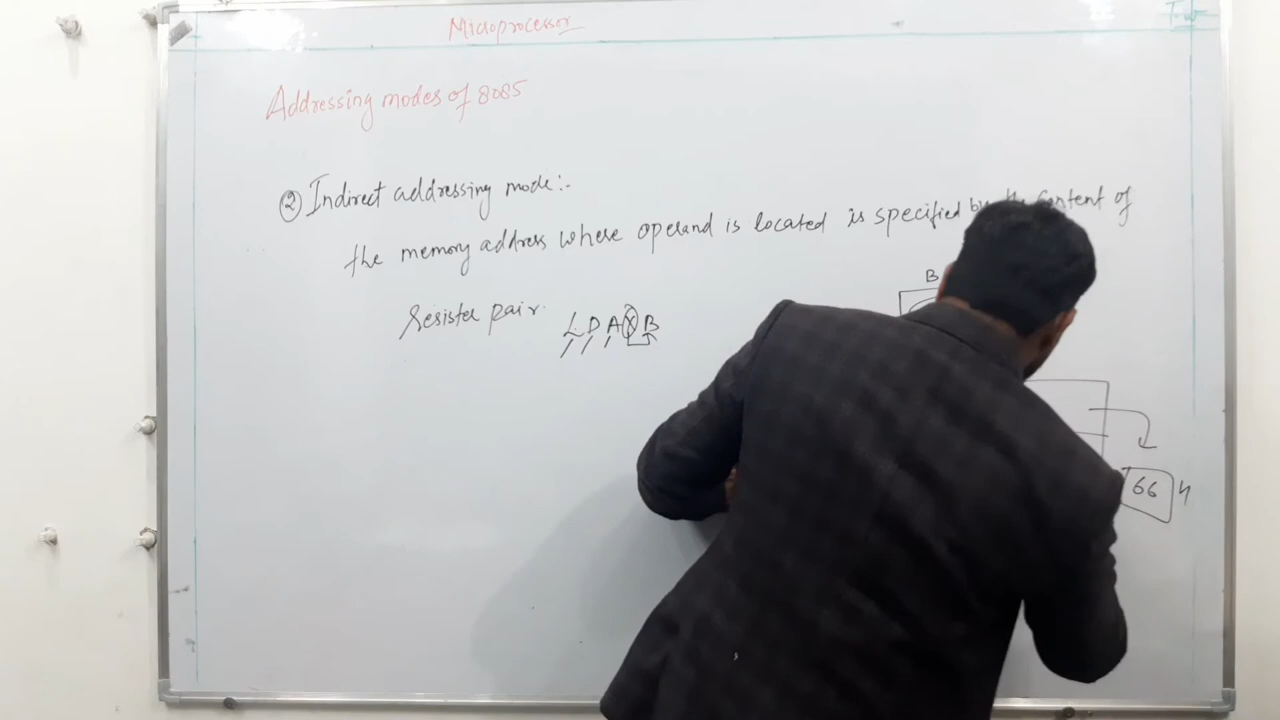 Microprocessor
Addressing modes of 8085
② Indirect addressing mode:-
the memory address where operand is located is specified by the content of
resister pair.
LDAX B
B
66 H